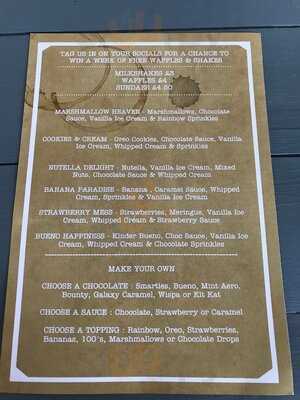 TAG US IN ON YOUR SOCIALS FOR A CHANCE TO
WIN A WEEK OF FREE WAFFLES & SHAKES
MILKSHAKES £3
WAFFLES £4
SUNDAES £4.50
MARSHMALLOW HEAVEN - Marshmallows, Chocolate
Sauce, Vanilla Ice Cream & Rainbow Sprinkles
COOKIES & CREAM - Oreo Cookies, Chocolate Sauce, Vanilla
Ice Cream, Whipped Cream & Sprinkles
NUTELLA DELIGHT - Nutella, Vanilla Ice Cream, Mixed
Nuts, Chocolate Sauce & Whipped Cream
BANANA PARADISE - Banana , Caramel Sauce, Whipped
Cream, Sprinkles & Vanilla Ice Cream
STRAWBERRY MESS - Strawberries, Meringue, Vanilla Ice
Cream, Whipped Cream & Strawberry Sauce
BUENO HAPPINESS - Kinder Bueno, Choc Sauce, Vanilla Ice
Cream, Whipped Cream & Chocolate Sprinkles
MAKE YOUR OWN
CHOOSE A CHOCOLATE : Smarties, Bueno, Mint Aero,
Bounty, Galaxy Caramel, Wispa or Kit Kat
CHOOSE A SAUCE : Chocolate, Strawberry or Caramel
CHOOSE A TOPPING : Rainbow, Oreo, Strawberries,
Bananas, 100's, Marshmallows or Chocolate Drops